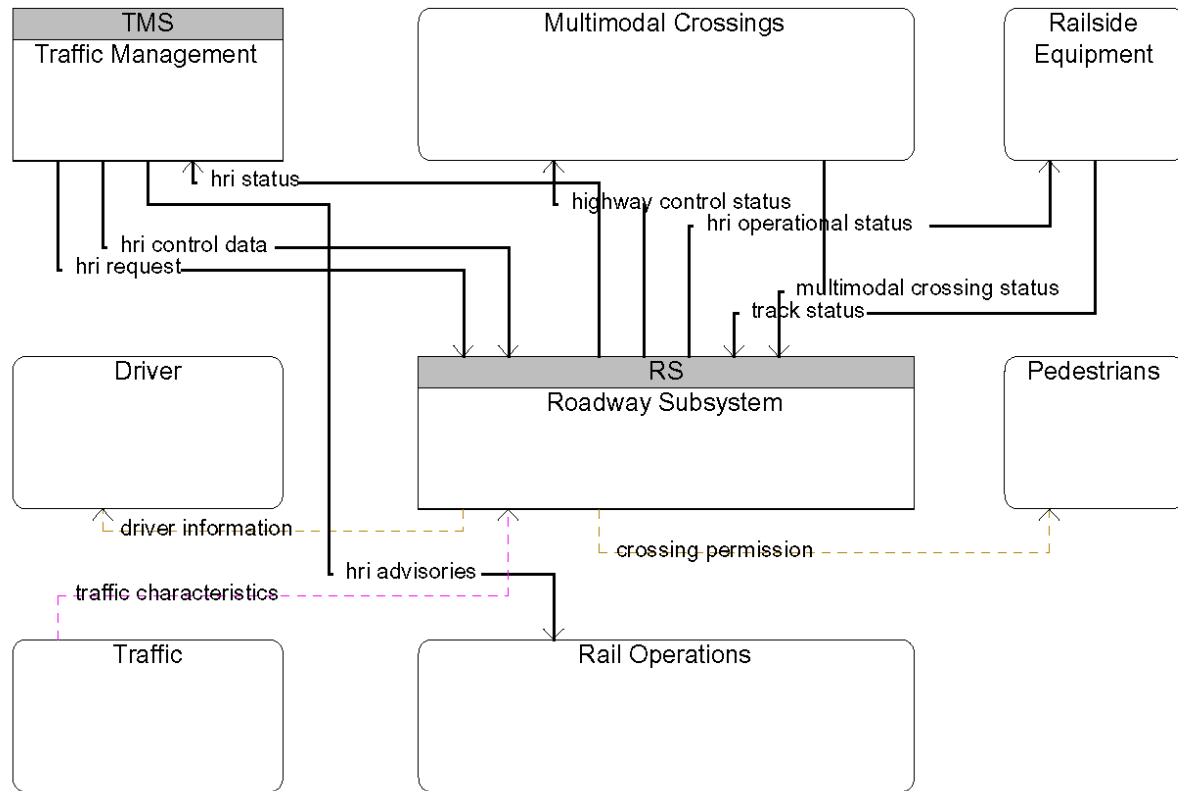 TMS
Traffic Management
Multimodal Crossings
Railside
Equipment
hri status
highway control status
hri operational status
hri control data
hri request
multimodal crossing status
track status
Driver
RS
Roadway Subsystem
Pedestrians
driver information
crossing permission
hri advisories
traffic characteristics
Traffic
Rail Operations